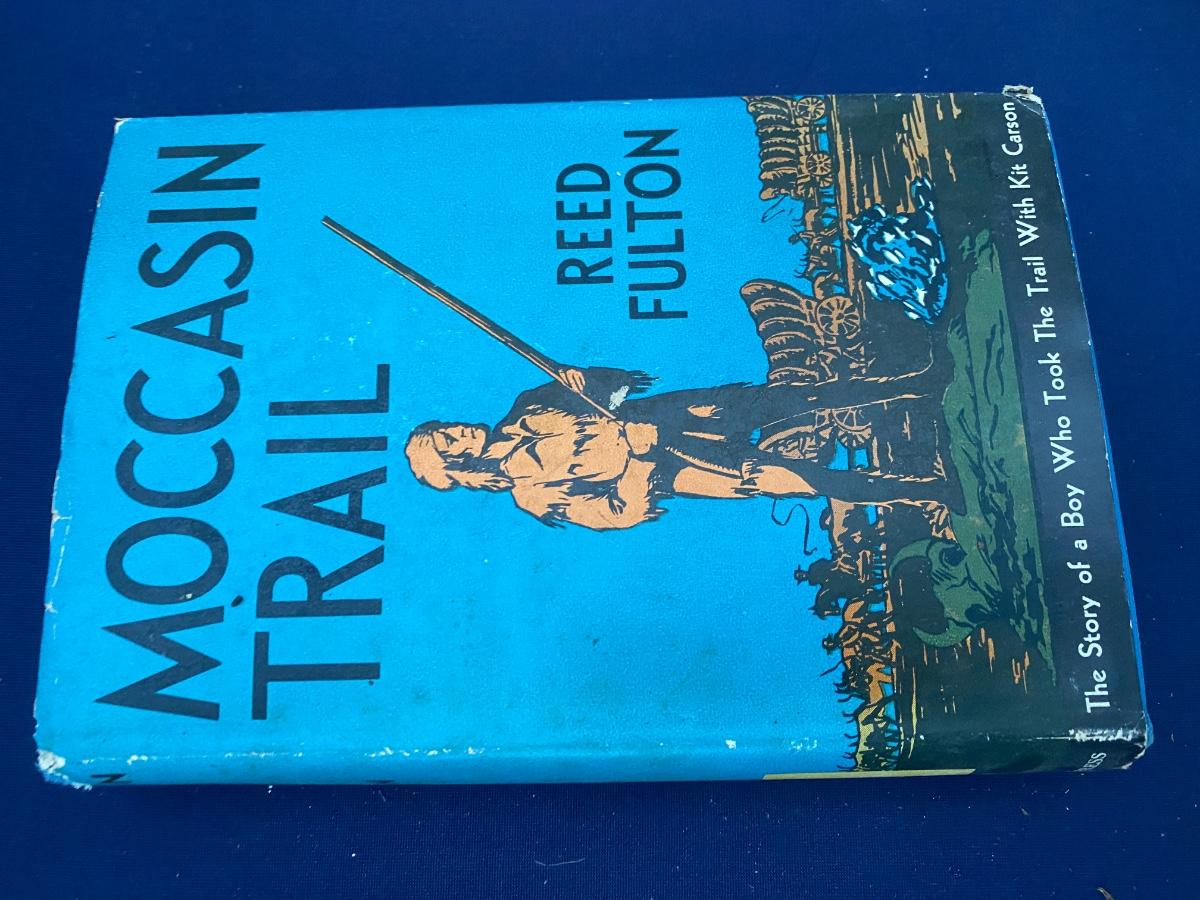 MOCCASIN
TRAIL
REED
FULTON
The Story of a Boy Who Took The Trail With Kit Carson